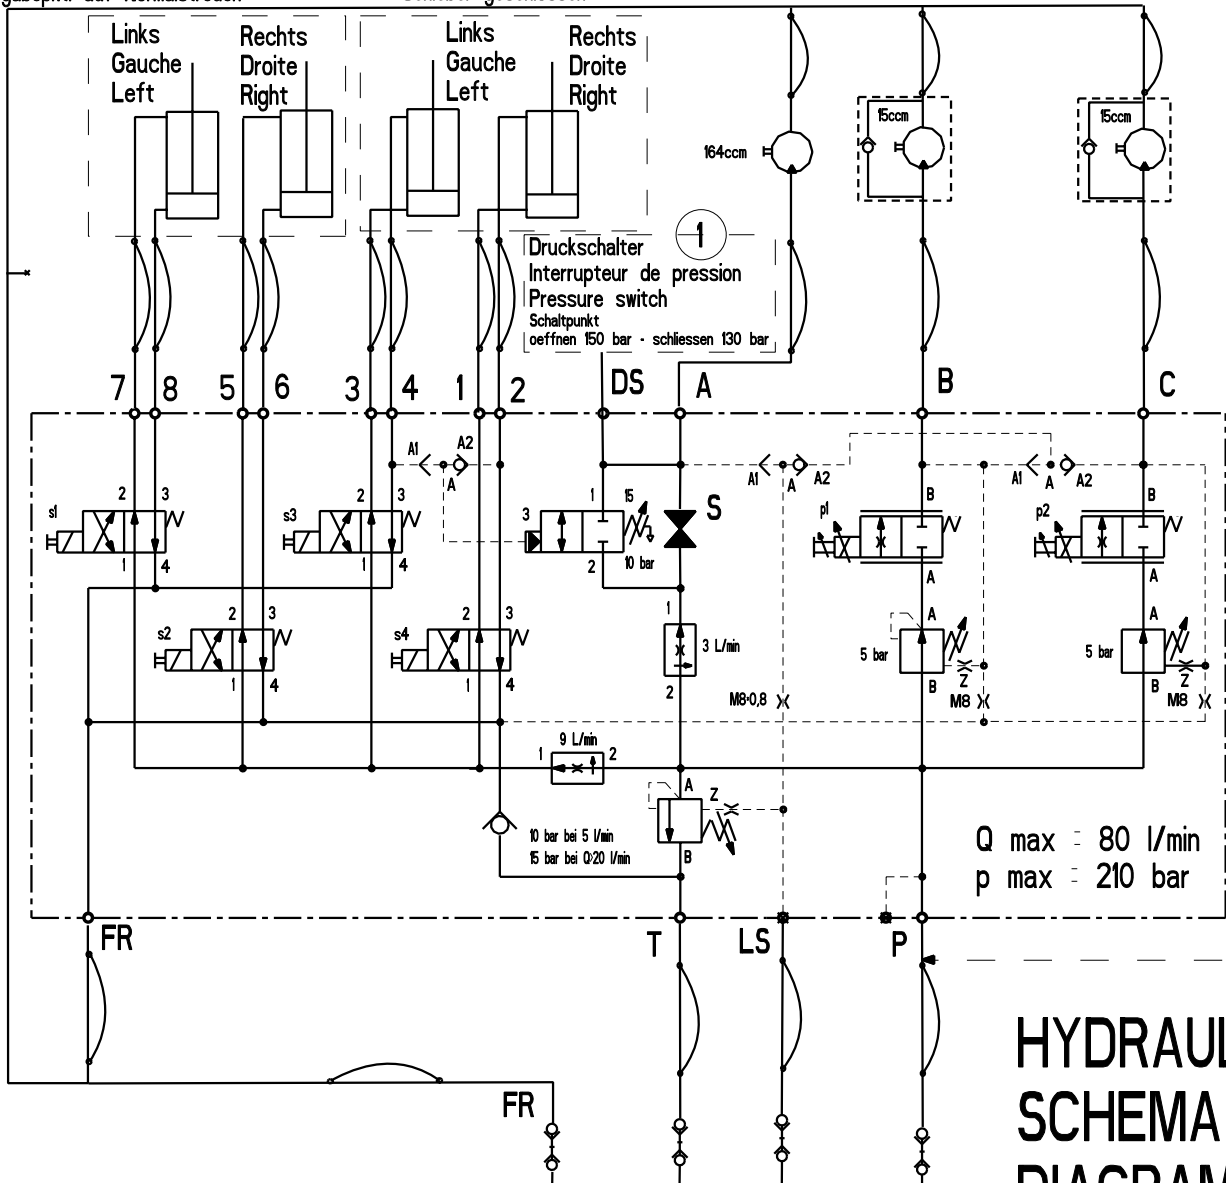 Links
Gauche
Left
Rechts
Droite
Right
Links
Gauche
Left
Rechts
Droite
Right
164ccm
15ccm
15ccm
1
Druckschalter
Interrupteur de pression
Pressure switch
Schaltpunkt
oeffnen 150 bar - schliessen 130 bar
7 8 5 6 3 4 1 2 DS A B C
A1 A2
A
A1 A A2
A1 A A2
s1 2 3
1 4
s3 2 3
1 4
3 1 15
2 10 bar
S
p1 B
A
p2 B
A
s2 2 3
1 4
s4 2 3
1 4
1
3 L/min
2
A
5 bar
Z
B M8
A
5 bar
Z
B M8
M8·0,8
9 L/min
1 2
A
Z
B
10 bar bei 5 l/min
15 bar bei Q>20 l/min
Q max = 80 l/min
p max = 210 bar
FR T LS P
FR
HYDRAUL
SCHEMA
DIAGRAM